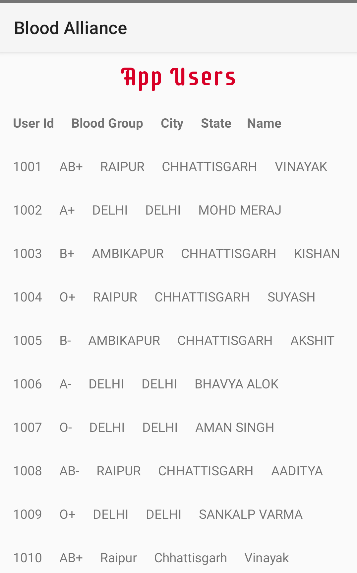 Blood Alliance
App Users
User Id Blood Group City State Name
1001 AB+ RAIPUR CHHATTISGARH VINAYAK
1002 A+ DELHI DELHI MOHD MERAJ
1003 B+ AMBIKAPUR CHHATTISGARH KISHAN
1004 O+ RAIPUR CHHATTISGARH SUYASH
1005 B- AMBIKAPUR CHHATTISGARH AKSHIT
1006 A- DELHI DELHI BHAVYA ALOK
1007 O- DELHI DELHI AMAN SINGH
1008 AB- RAIPUR CHHATTISGARH AADITYA
1009 O+ DELHI DELHI SANKALP VARMA
1010 AB+ Raipur Chhattisgarh Vinayak